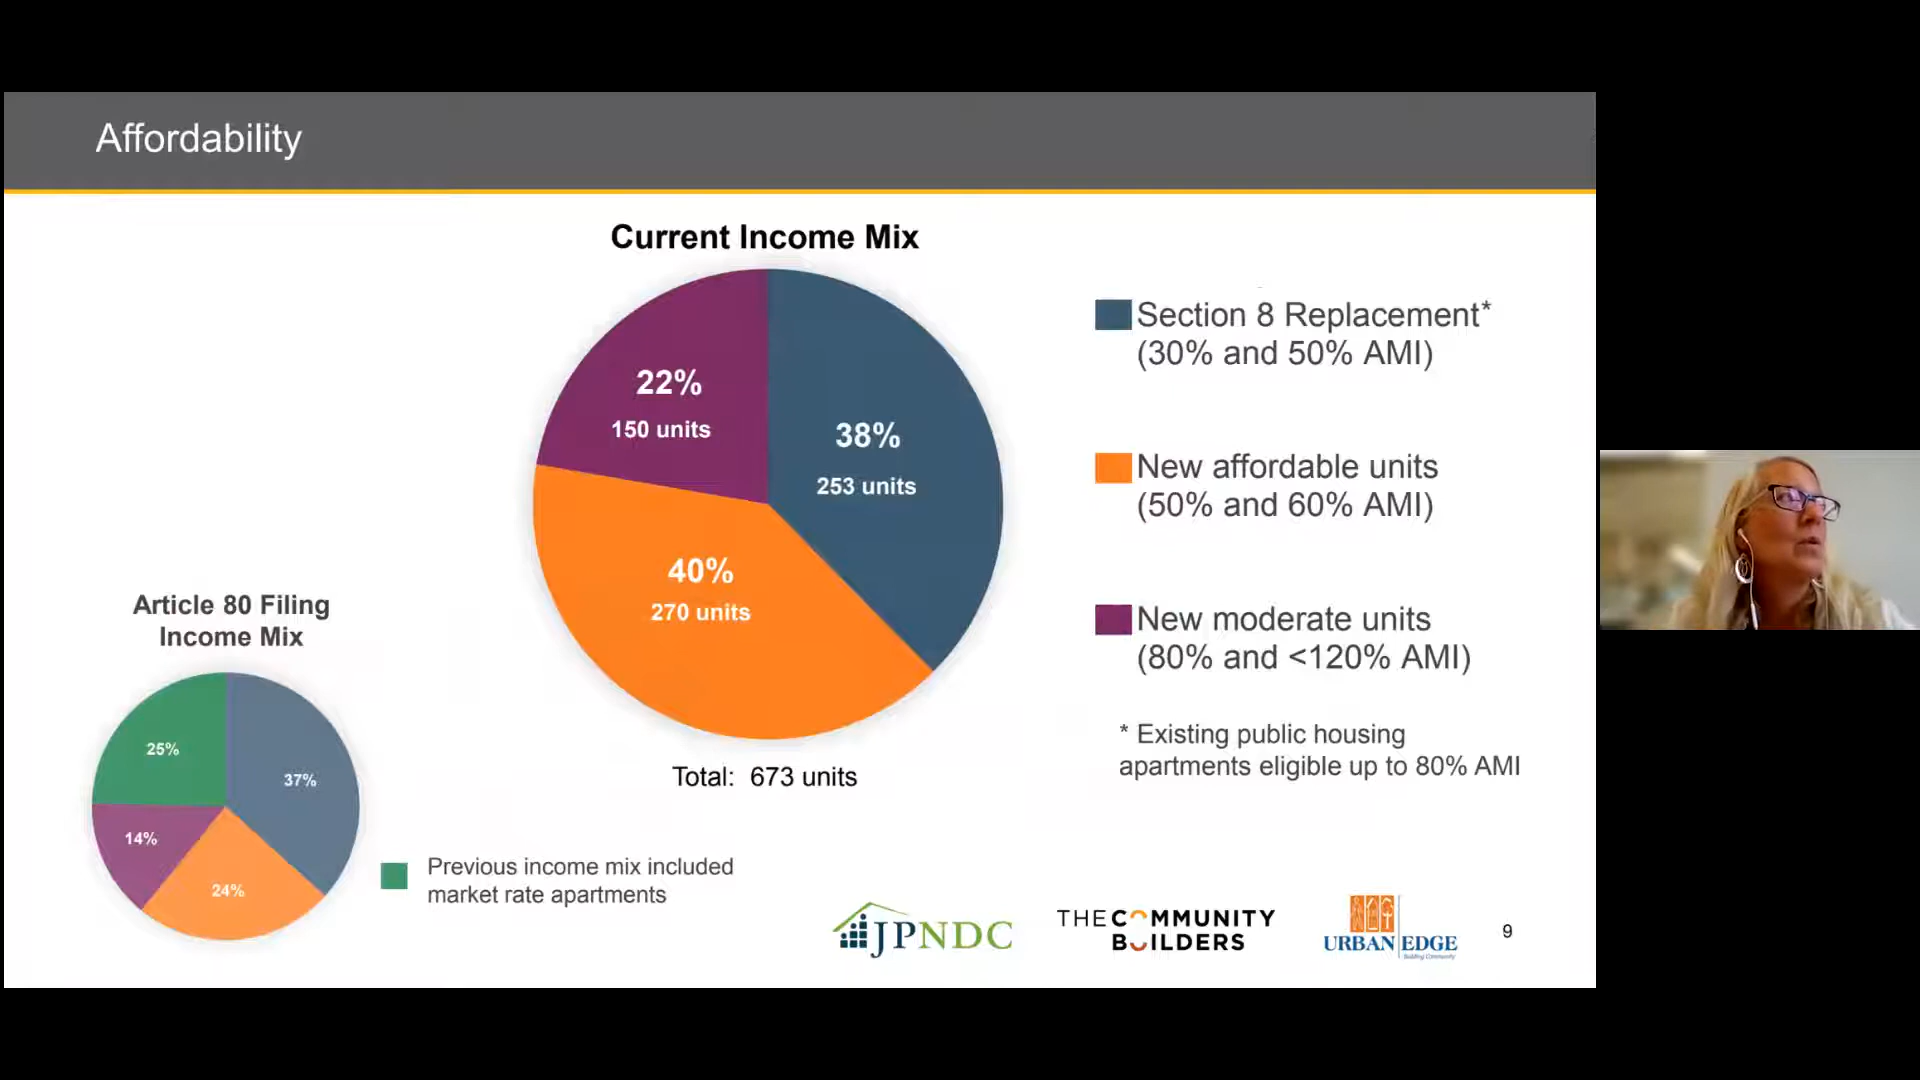 Affordability
Current Income Mix
22%
150 units
38%
253 units
40%
270 units
Total: 673 units
Section 8 Replacement*
(30% and 50% AMI)
New affordable units
(50% and 60% AMI)
New moderate units
(80% and <120% AMI)
* Existing public housing
apartments eligible up to 80% AMI
Article 80 Filing
Income Mix
25%
37%
14%
24%
Previous income mix included
market rate apartments
JPNDC
THE COMMUNITY
BUILDERS
URBAN EDGE
Building Community
9